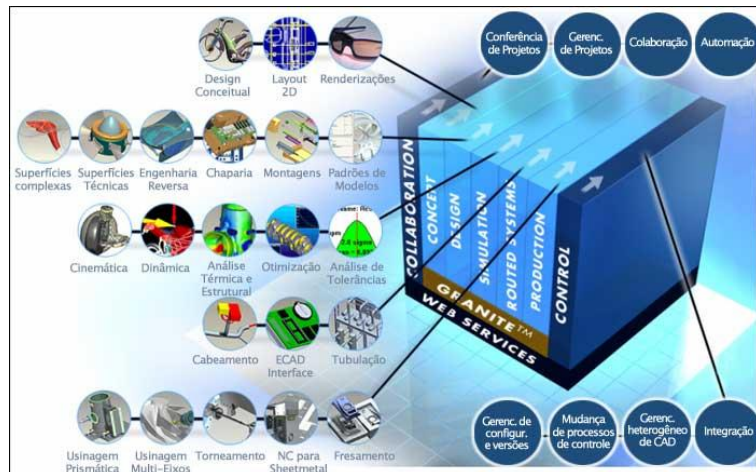 Conferência
de Projetos
Gerenc.
de Projetos
Colaboração
Automação
Design
Conceitual
Layout
2D
Renderizações
Superfícies
complexas
Superfícies
Técnicas
Engenharia
Reversa
Chaparia
Montagens
Padrões de
Modelos
Cinemática
Dinâmica
Análise
Térmica e
Estrutural
Otimização
Análise de
Tolerâncias
Cabeamento
ECAD
Interface
Tubulação
Usinagem
Prismática
Usinagem
Multi-Eixos
Torneamento
NC para
Sheetmetal
Fresamento
COLLABORATION
CONCEPT
DESIGN
SIMULATION
ROUTED SYSTEMS
PRODUCTION
CONTROL
GRANITE™
WEB SERVICES
Gerenc. de
configur.
e versões
Mudança
de processos
de controle
Gerenc.
heterogêneo
de CAD
Integração